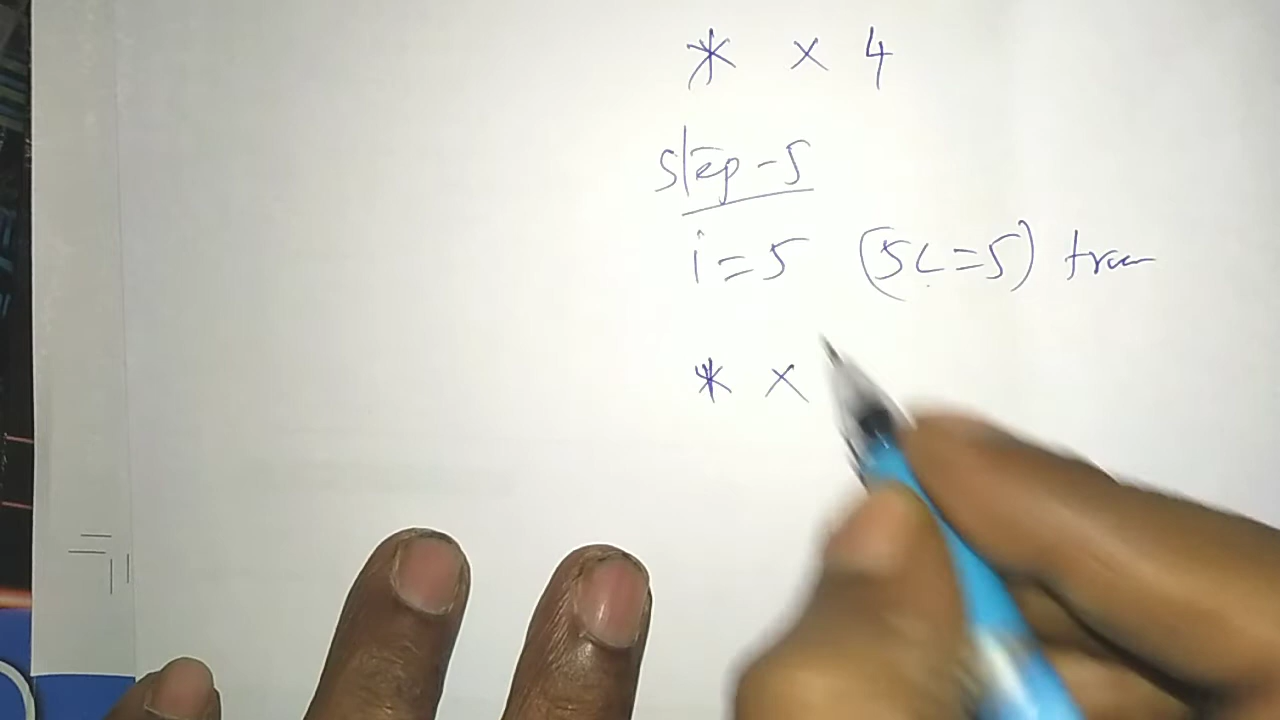 * × 4
Step-5
i=5 (5<=5) true
* ×